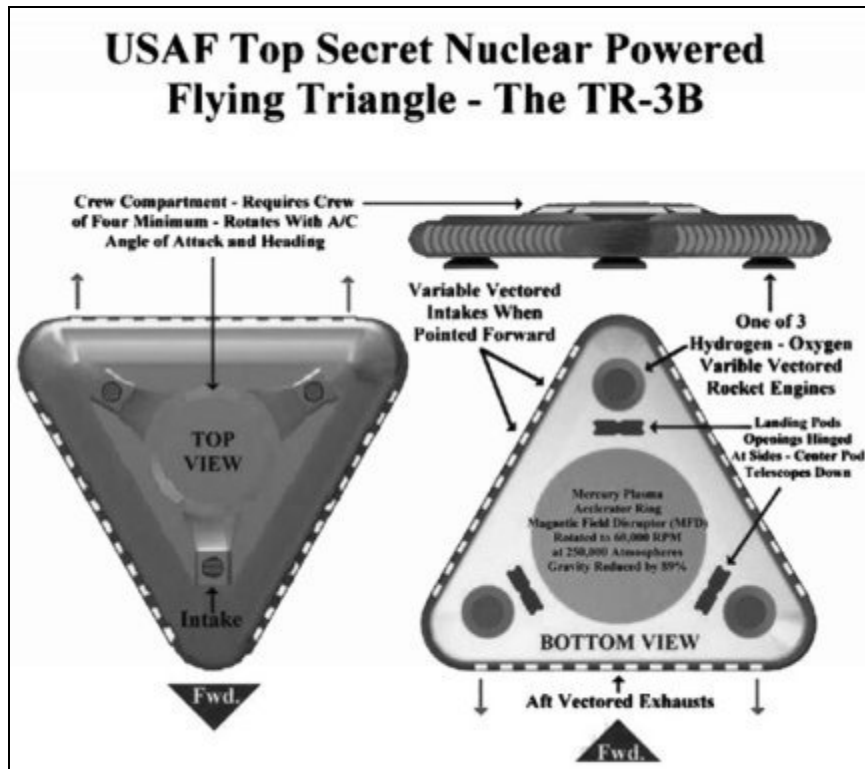 USAF Top Secret Nuclear Powered
Flying Triangle - The TR-3B
Crew Compartment - Requires Crew
of Four Minimum - Rotates With A/C
Angle of Attack and Heading
Variable Vectored
Intakes When
Pointed Forward
One of 3
Hydrogen - Oxygen
Varible Vectored
Rocket Engines
TOP
VIEW
Intake
Fwd.
Landing Pods
Openings Hinged
At Sides - Center Pod
Telescopes Down
Mercury Plasma
Acclerator Ring
Magnetic Field Disruptor (MFD)
Rotated to 60,000 RPM
at 250,000 Atmospheres
Gravity Reduced by 89%
BOTTOM VIEW
Aft Vectored Exhausts
Fwd.